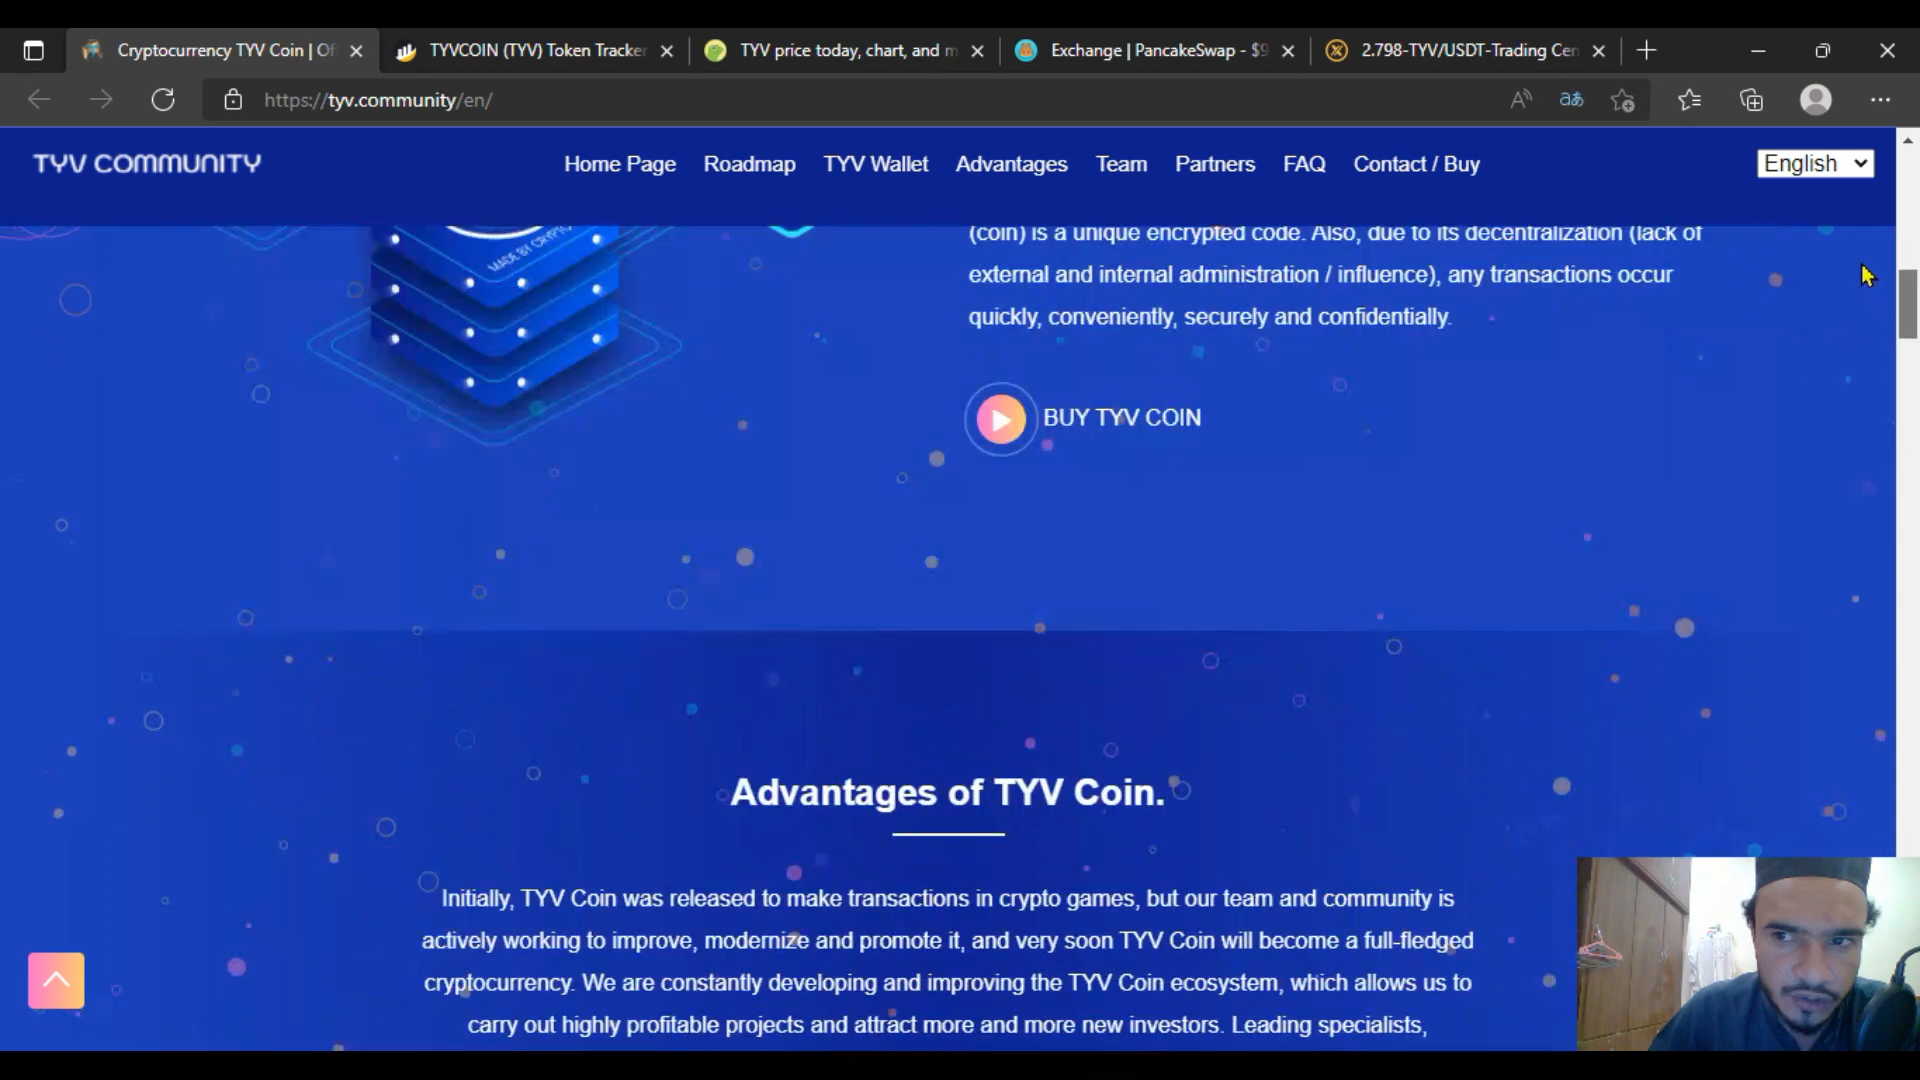 Cryptocurrency TYV Coin | Of
TYVCOIN (TYV) Token Tracker
TYV price today, chart, and m
Exchange | PancakeSwap - $9
2.798-TYV/USDT-Trading Cen
https://tyv.community/en/
TYV COMMUNITY
Home Page
Roadmap
TYV Wallet
Advantages
Team
Partners
FAQ
Contact / Buy
English
MADE BY CRYPTO
(coin) is a unique encrypted code. Also, due to its decentralization (lack of
external and internal administration / influence), any transactions occur
quickly, conveniently, securely and confidentially.
BUY TYV COIN
Advantages of TYV Coin.
Initially, TYV Coin was released to make transactions in crypto games, but our team and community is
actively working to improve, modernize and promote it, and very soon TYV Coin will become a full-fledged
cryptocurrency. We are constantly developing and improving the TYV Coin ecosystem, which allows us to
carry out highly profitable projects and attract more and more new investors. Leading specialists,